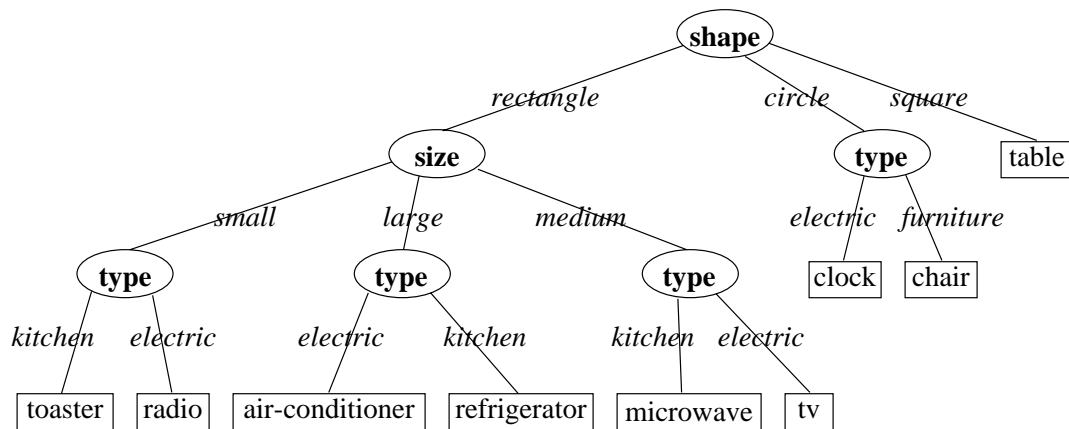 shape
rectangle circle square
size type table
small large medium electric furniture
type type type clock chair
kitchen electric electric kitchen kitchen electric
toaster radio air-conditioner refrigerator microwave tv